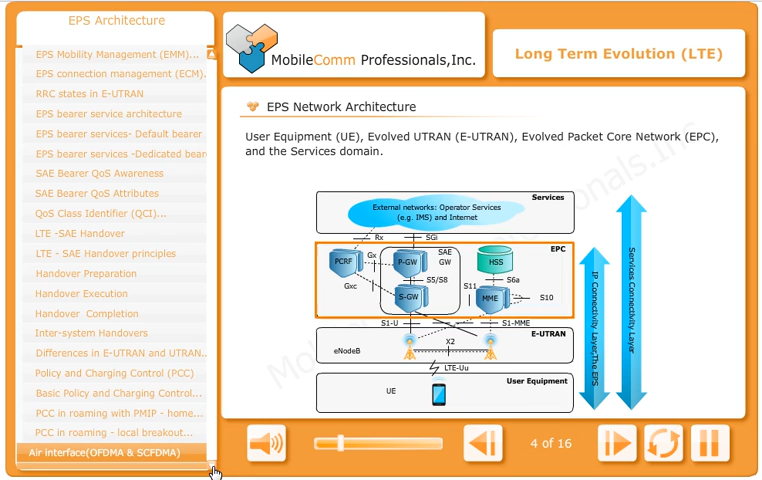 EPS Architecture
EPS Mobility Management (EMM)...
EPS connection management (ECM).
RRC states in E-UTRAN
EPS bearer service architecture
EPS bearer services- Default bearer
EPS bearer services -Dedicated bear
SAE Bearer QoS Awareness
SAE Bearer QoS Attributes
QoS Class Identifier (QCI)...
LTE -SAE Handover
LTE - SAE Handover principles
Handover Preparation
Handover Execution
Handover Completion
Inter-system Handovers
Differences in E-UTRAN and UTRAN..
Policy and Charging Control (PCC)
Basic Policy and Charging Control...
PCC in roaming with PMIP - home...
PCC in roaming - local breakout...
Air interface(OFDMA & SCFDMA)
MobileComm Professionals,Inc.
Long Term Evolution (LTE)
EPS Network Architecture
User Equipment (UE), Evolved UTRAN (E-UTRAN), Evolved Packet Core Network (EPC),
and the Services domain.
Services
External networks: Operator Services
(e.g. IMS) and Internet
Rx
SGi
EPC
PCRF
Gx
P-GW
SAE
GW
HSS
Gxc
S5/S8
S11
S6a
S-GW
MME
S10
S1-U
S1-MME
E-UTRAN
eNodeB
X2
LTE-Uu
User Equipment
UE
IP Connectivity Layer,The EPS
Services Connectivity Layer
4 of 16